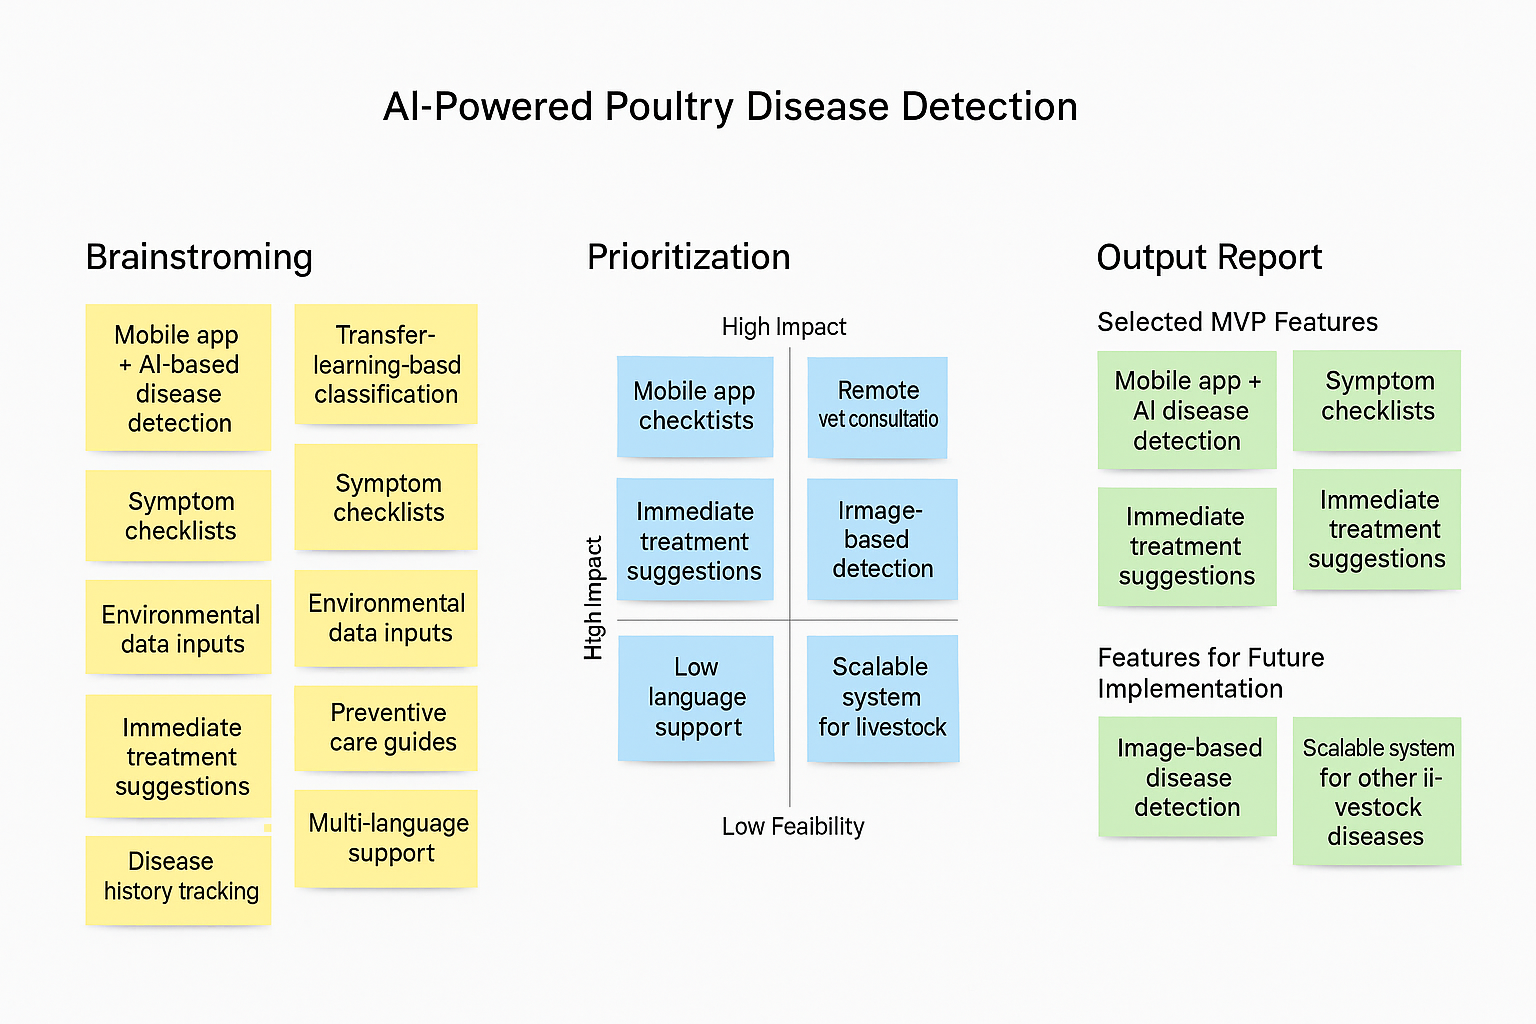 AI-Powered Poultry Disease Detection
Brainstroming
Mobile app
+ AI-based
disease
detection
Symptom
checklists
Environmental
data inputs
Immediate
treatment
suggestions
Disease
history tracking
Transfer-
learning-basd
classification
Symptom
checklists
Environmental
data inputs
Preventive
care guides
Multi-language
support
Prioritization
High Impact
Mobile app
checktists
Remote
vet consultatio
Immediate
treatment
suggestions
Irmage-
based
detection
Htgh Impact
Low
language
support
Scalable
system
for livestock
Low Feaibility
Output Report
Selected MVP Features
Mobile app +
AI disease
detection
Symptom
checklists
Immediate
treatment
suggestions
Immediate
treatment
suggestions
Features for Future
Implementation
Image-based
disease
detection
Scalable system
for other ii-
vestock
diseases